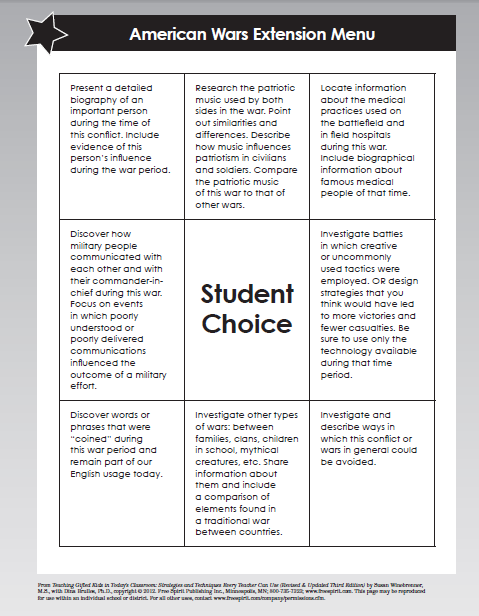 American Wars Extension Menu
Present a detailed
biography of an
important person
during the time of
this conflict. Include
evidence of this
person's influence
during the war period.
Research the patriotic
music used by both
sides in the war. Point
out similarities and
differences. Describe
how music influences
patriotism in civilians
and soldiers. Compare
the patriotic music
of this war to that of
other wars.
Locate information
about the medical
practices used on
the battlefield and
in field hospitals
during this war.
Include biographical
information about
famous medical
people of that time.
Discover how
military people
communicated with
each other and with
their commander-in-
chief during this war.
Focus on events
in which poorly
understood or
poorly delivered
communications
influenced the
outcome of a military
effort.
Student
Choice
Investigate battles
in which creative
or uncommonly
used tactics were
employed. OR design
strategies that you
think would have led
to more victories and
fewer casualties. Be
sure to use only the
technology available
during that time
period.
Discover words or
phrases that were
"coined" during
this war period and
remain part of our
English usage today.
Investigate other types
of wars: between
families, clans, children
in school, mythical
creatures, etc. Share
information about
them and include
a comparison of
elements found in
a traditional war
between countries.
Investigate and
describe ways in
which this conflict or
wars in general could
be avoided.
From Teaching Gifted Kids in Today's Classroom: Strategies and Techniques Every Teacher Can Use (Revised & Updated Third Edition) by Susan Winebrenner,
M.S., with Dina Brulles, Ph.D., copyright © 2012. Free Spirit Publishing Inc., Minneapolis, MN; 800-735-7323; www.freespirit.com. This page may be reproduced
for use within an individual school or district. For all other uses, contact www.freespirit.com/company/permissions.cfm.